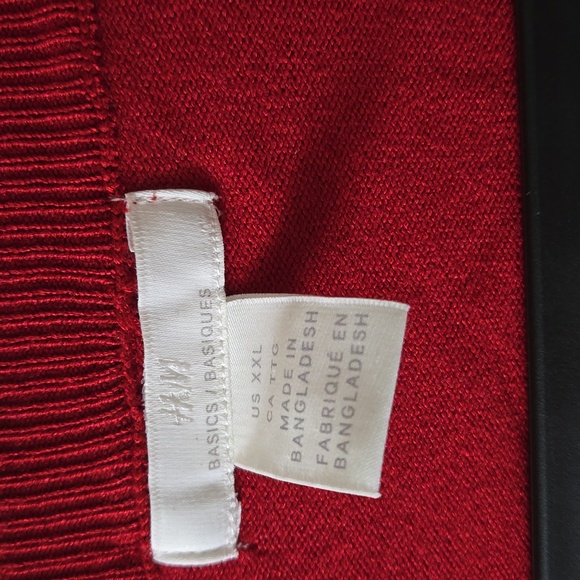 H&M
BASICS / BASIQUES
US XXL
CA TTG
MADE IN
BANGLADESH
FABRIQUÉ EN
BANGLADESH